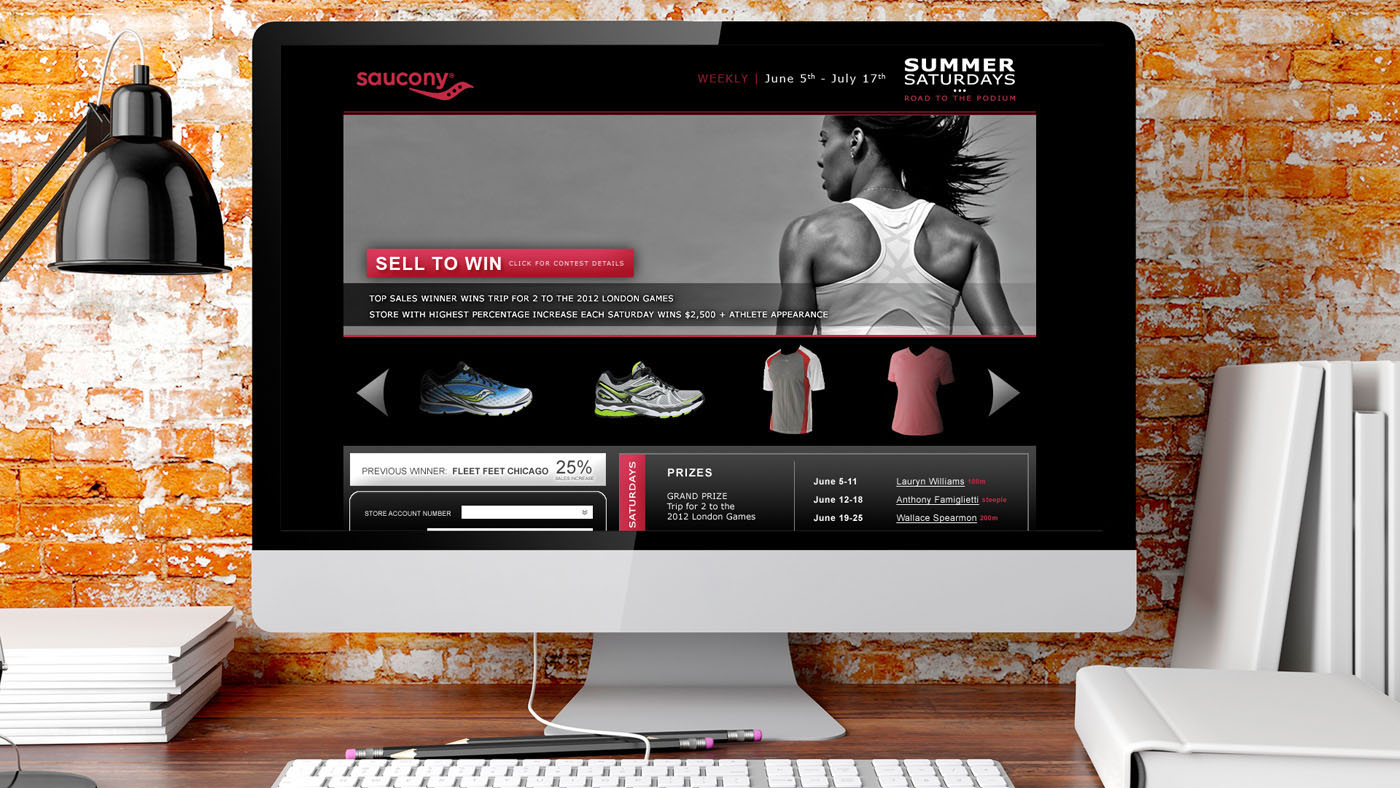 saucony®
WEEKLY | June 5th - July 17th
SUMMER
SATURDAYS
ROAD TO THE PODIUM
SELL TO WIN CLICK FOR CONTEST DETAILS
TOP SALES WINNER WINS TRIP FOR 2 TO THE 2012 LONDON GAMES
STORE WITH HIGHEST PERCENTAGE INCREASE EACH SATURDAY WINS $2,500 + ATHLETE APPEARANCE
PREVIOUS WINNER: FLEET FEET CHICAGO 25%
SALES INCREASE
STORE ACCOUNT NUMBER
SATURDAYS
PRIZES
GRAND PRIZE
Trip for 2 to the
2012 London Games
June 5-11 Lauryn Williams 100m
June 12-18 Anthony Famiglietti steeple
June 19-25 Wallace Spearmon 200m